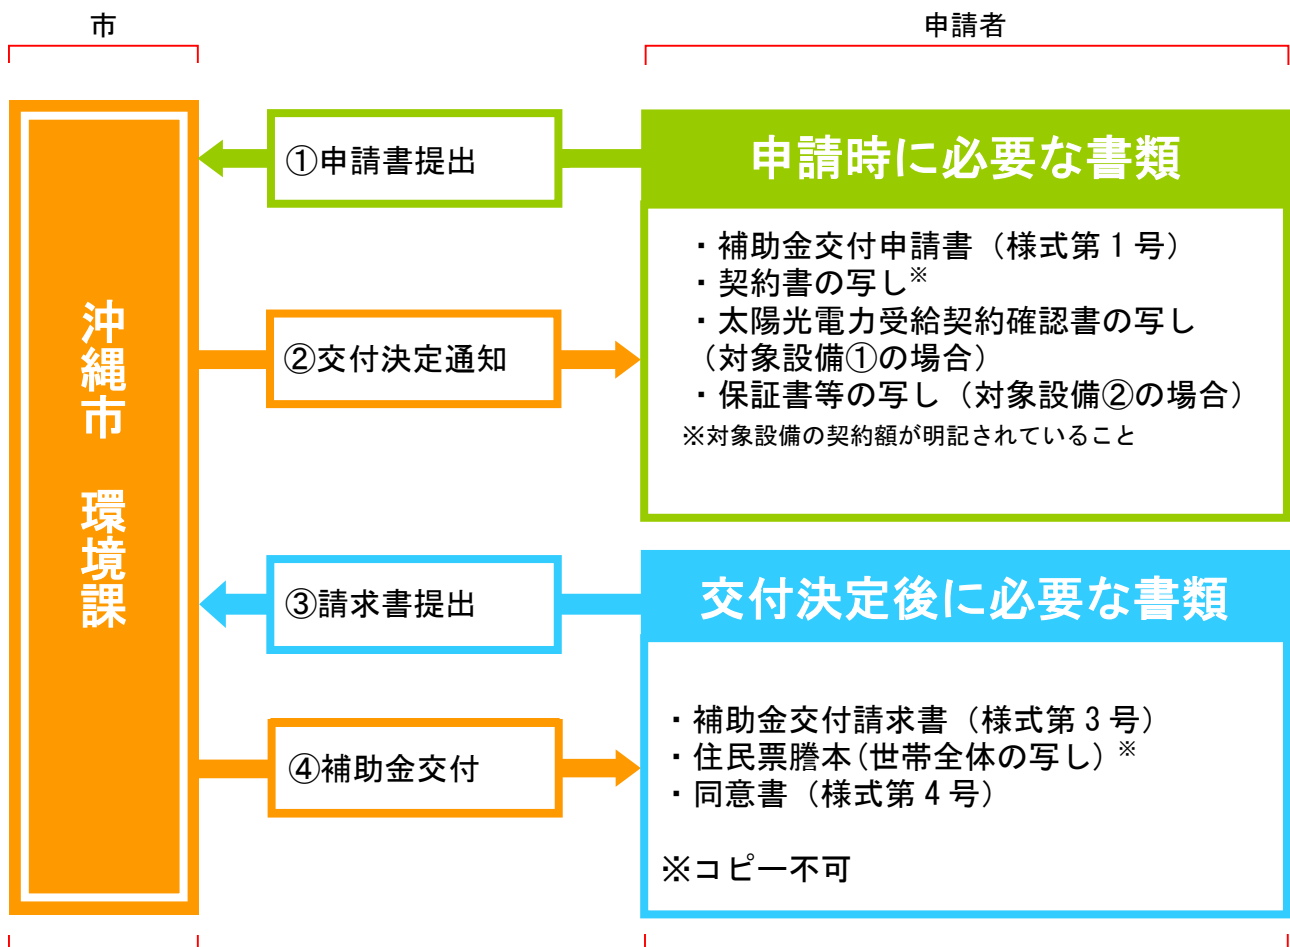 市
申請者
沖縄市 環境課
①申請書提出
申請時に必要な書類
・補助金交付申請書（様式第１号）
・契約書の写し※
・太陽光電力受給契約確認書の写し
（対象設備①の場合）
・保証書等の写し（対象設備②の場合）
※対象設備の契約額が明記されていること
②交付決定通知
③請求書提出
交付決定後に必要な書類
・補助金交付請求書（様式第３号）
・住民票謄本(世帯全体の写し）※
・同意書（様式第４号）
※コピー不可
④補助金交付